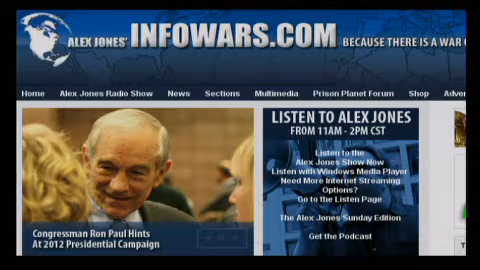 ALEX JONES' INFOWARS.COM BECAUSE THERE IS A WAR
Home Alex Jones Radio Show News Sections Multimedia Prison Planet Forum Shop
LISTEN TO ALEX JONES
FROM 11AM - 2PM CST
Listen to the
Alex Jones Show Now
Listen with Windows Media Player
Need More Internet Streaming
Options?
Go to the Listen Page
The Alex Jones Sunday Edition
Get the Podcast
Congressman Ron Paul Hints
At 2012 Presidential Campaign